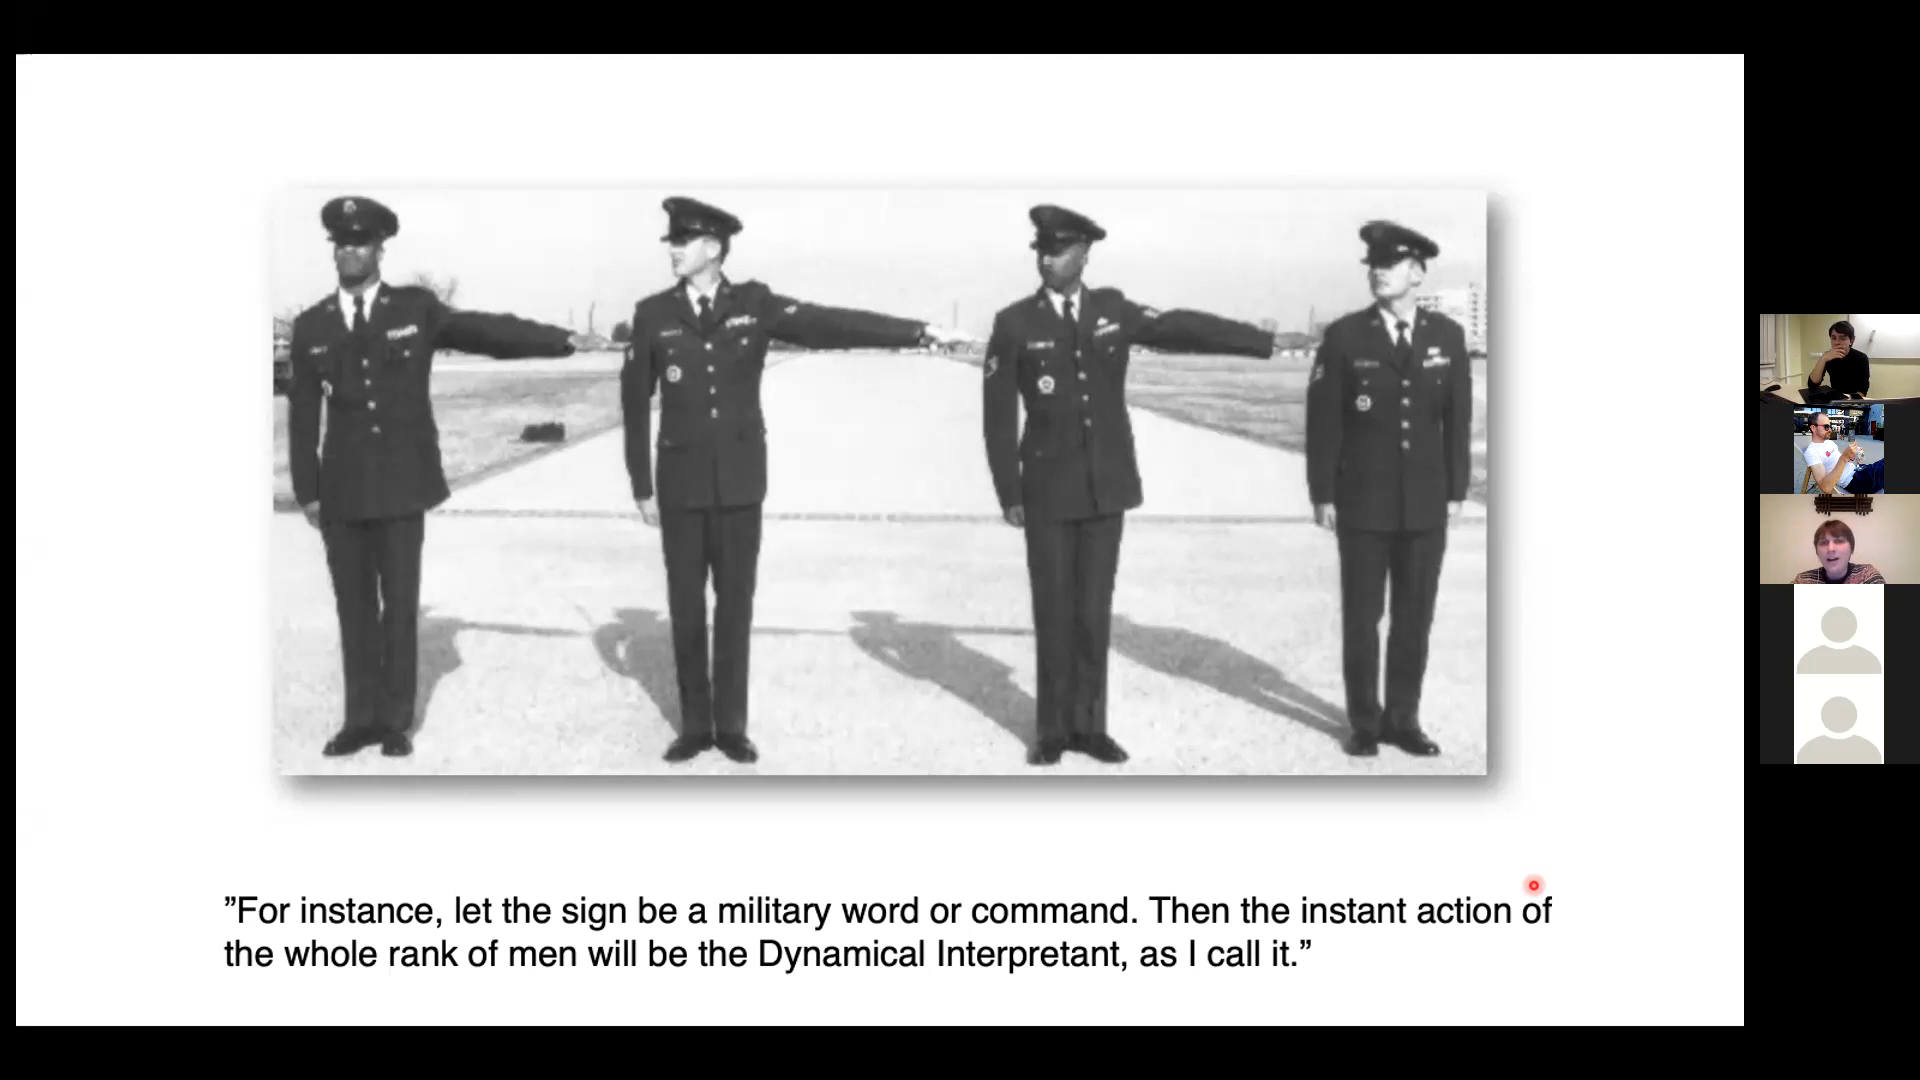 ”For instance, let the sign be a military word or command. Then the instant action of
the whole rank of men will be the Dynamical Interpretant, as I call it.”